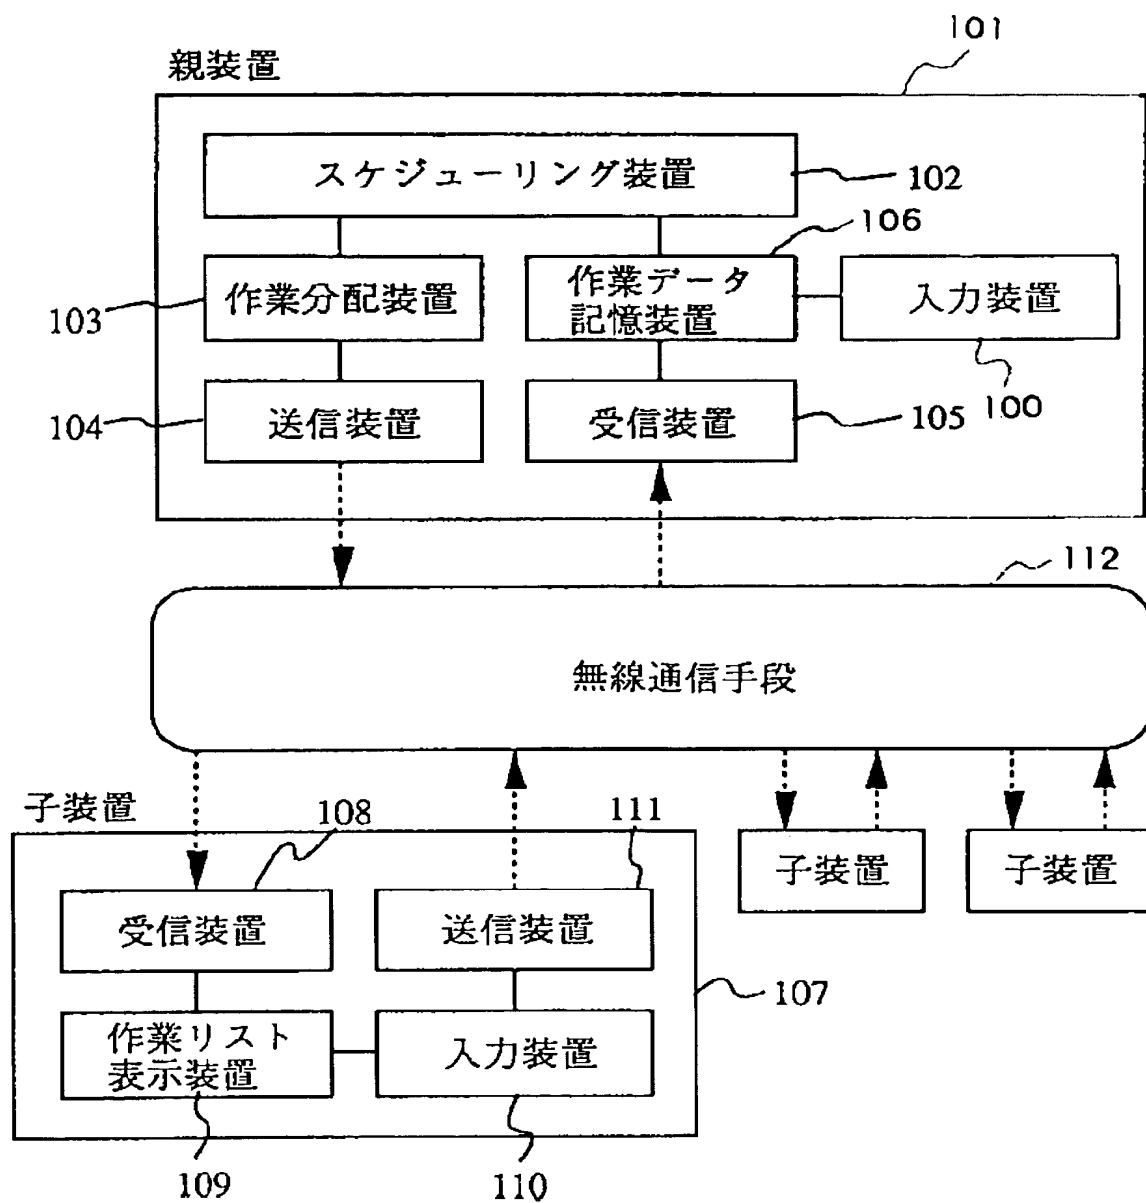 101
親装置
スケジューリング装置
102
106
作業分配装置
作業データ
記憶装置
入力装置
103
100
送信装置
受信装置
104
105
112
無線通信手段
子装置
108
111
子装置
子装置
受信装置
送信装置
107
作業リスト
表示装置
入力装置
109
110